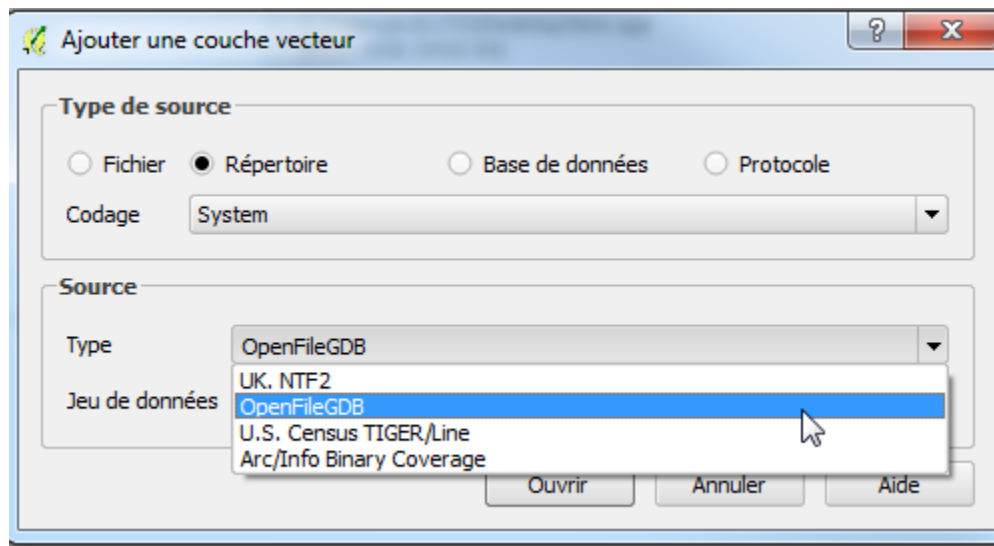 Ajouter une couche vecteur
Type de source
Fichier Répertoire Base de données Protocole
Codage System
Source
Type OpenFileGDB
UK. NTF2
Jeu de données OpenFileGDB
U.S. Census TIGER/Line
Arc/Info Binary Coverage
Ouvrir Annuler Aide